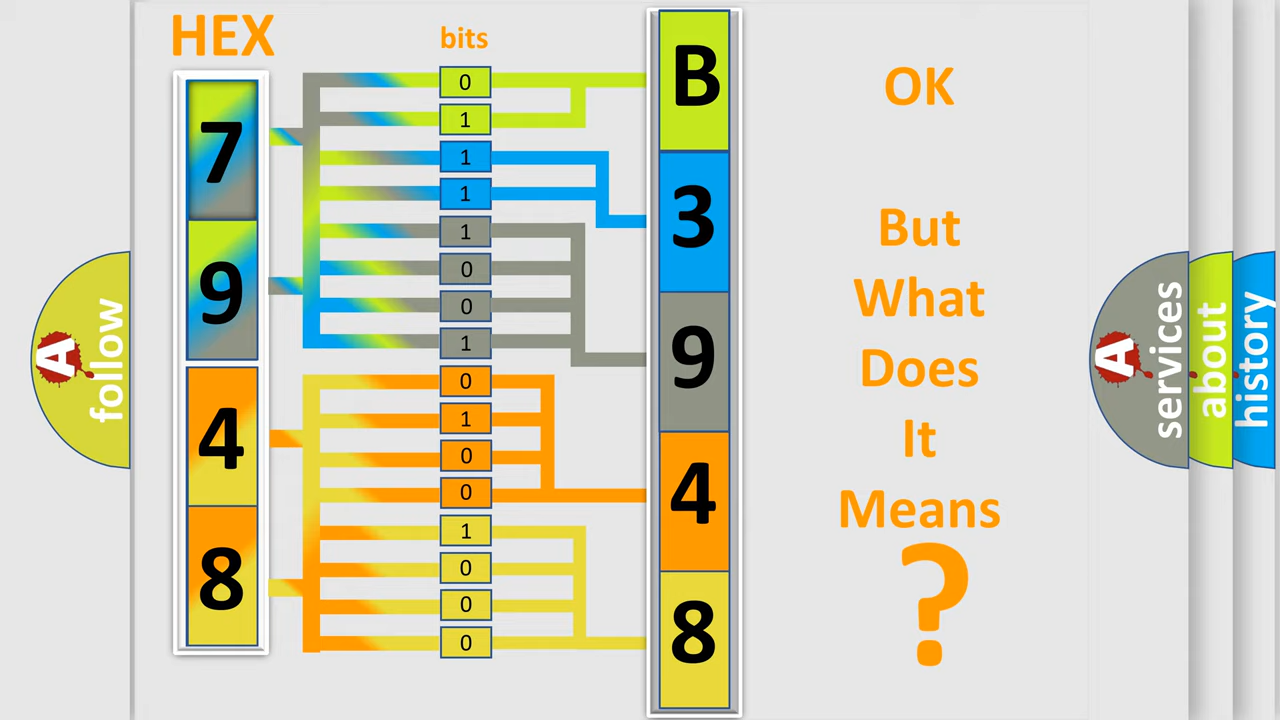 HEX
bits
7
9
4
8
0
1
1
1
1
0
0
1
0
1
0
0
1
0
0
0
B
3
9
4
8
OK
But
What
Does
It
Means
?
A
follow
A
services
about
history